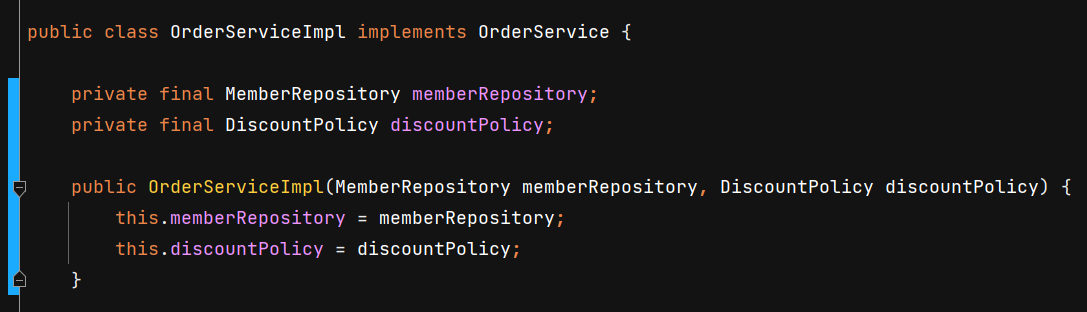 public class OrderServiceImpl implements OrderService {
private final MemberRepository memberRepository;
private final DiscountPolicy discountPolicy;
public OrderServiceImpl(MemberRepository memberRepository, DiscountPolicy discountPolicy) {
this.memberRepository = memberRepository;
this.discountPolicy = discountPolicy;
}